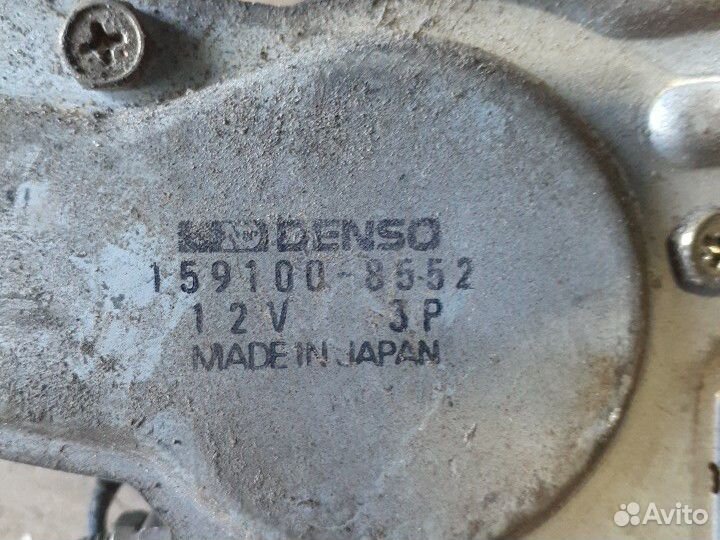 DENSO
159100-8552
12V 3P
MADE IN JAPAN
Avito